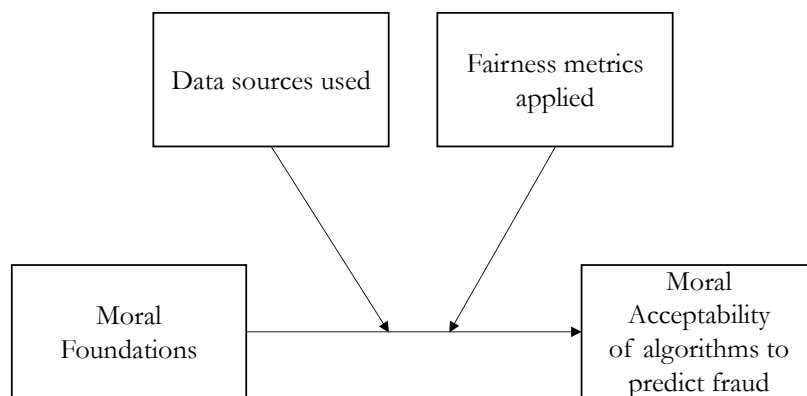 Data sources used
Fairness metrics
applied
Moral
Foundations
Moral
Acceptability
of algorithms to
predict fraud